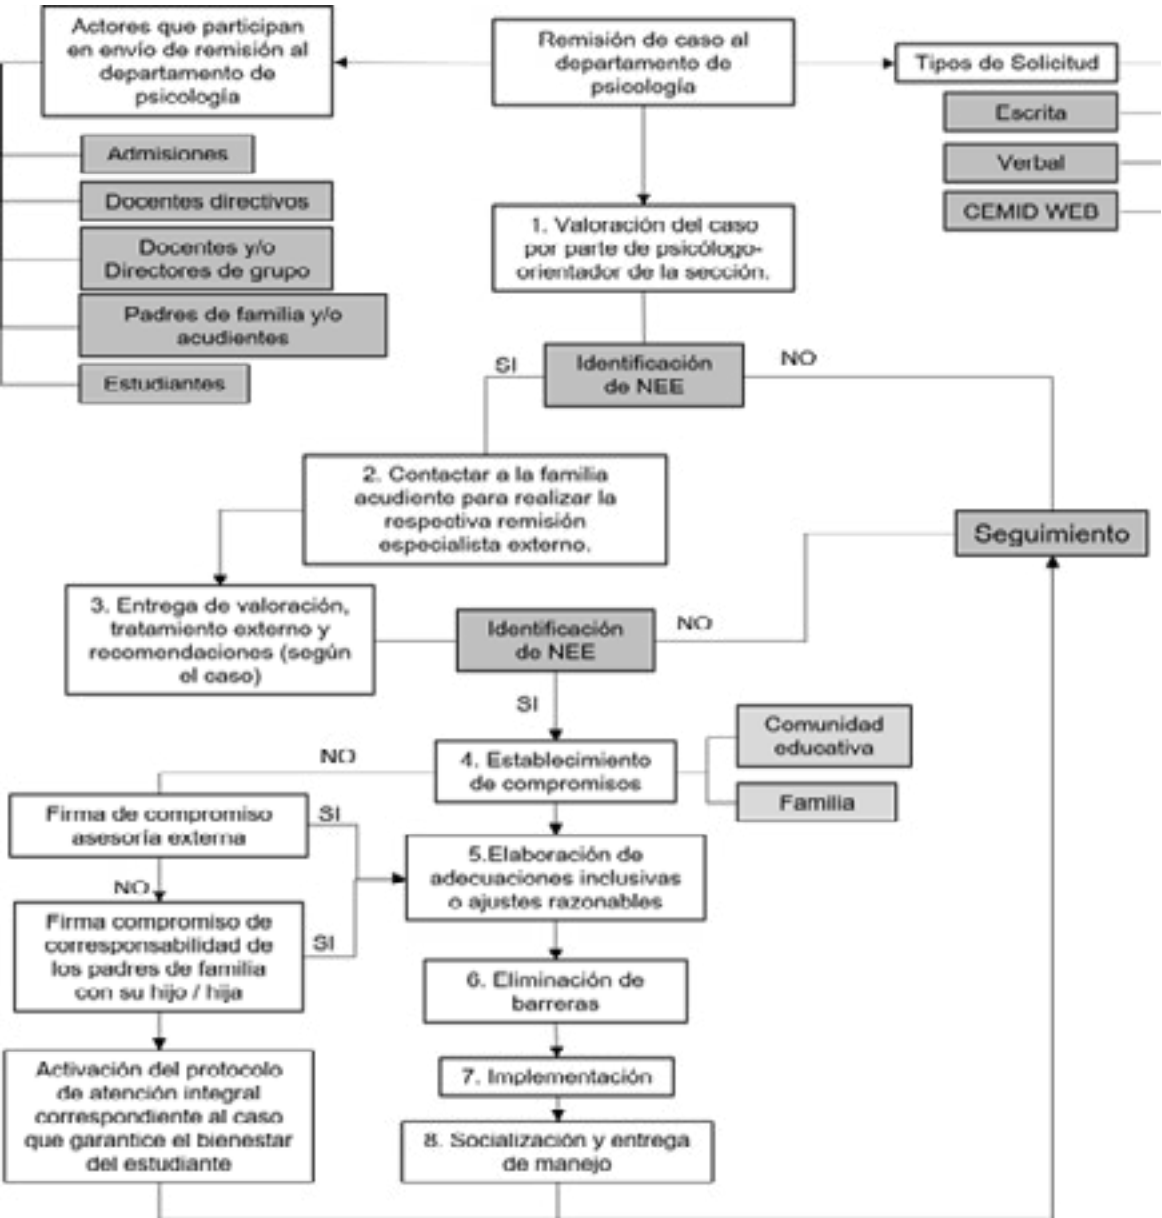 Actores que participan
en envío de remisión al
departamento de
psicología
Remisión de caso al
departamento de
psicología
Tipos de Solicitud
Escrita
Verbal
CEMID WEB
Admisiones
Docentes directivos
Docentes y/o
Directores de grupo
Padres de familia y/o
acudientes
Estudiantes
1. Valoración del caso
por parte de psicólogo-
orientador de la sección.
SI
Identificación
de NEE
NO
2. Contactar a la familia
acudiente para realizar la
respectiva remisión
especialista externo.
Seguimiento
3. Entrega de valoración,
tratamiento externo y
recomendaciones (según
el caso)
Identificación
de NEE
NO
SI
Comunidad
educativa
Familia
4. Establecimiento
de compromisos
NO
Firma de compromiso
asesoría externa
SI
5.Elaboración de
adecuaciones inclusivas
o ajustes razonables
NO
Firma compromiso de
corresponsabilidad de
los padres de familia
con su hijo / hija
SI
6. Eliminación de
barreras
Activación del protocolo
de atención integral
correspondiente al caso
que garantice el bienestar
del estudiante
7. Implementación
8. Socialización y entrega
de manejo